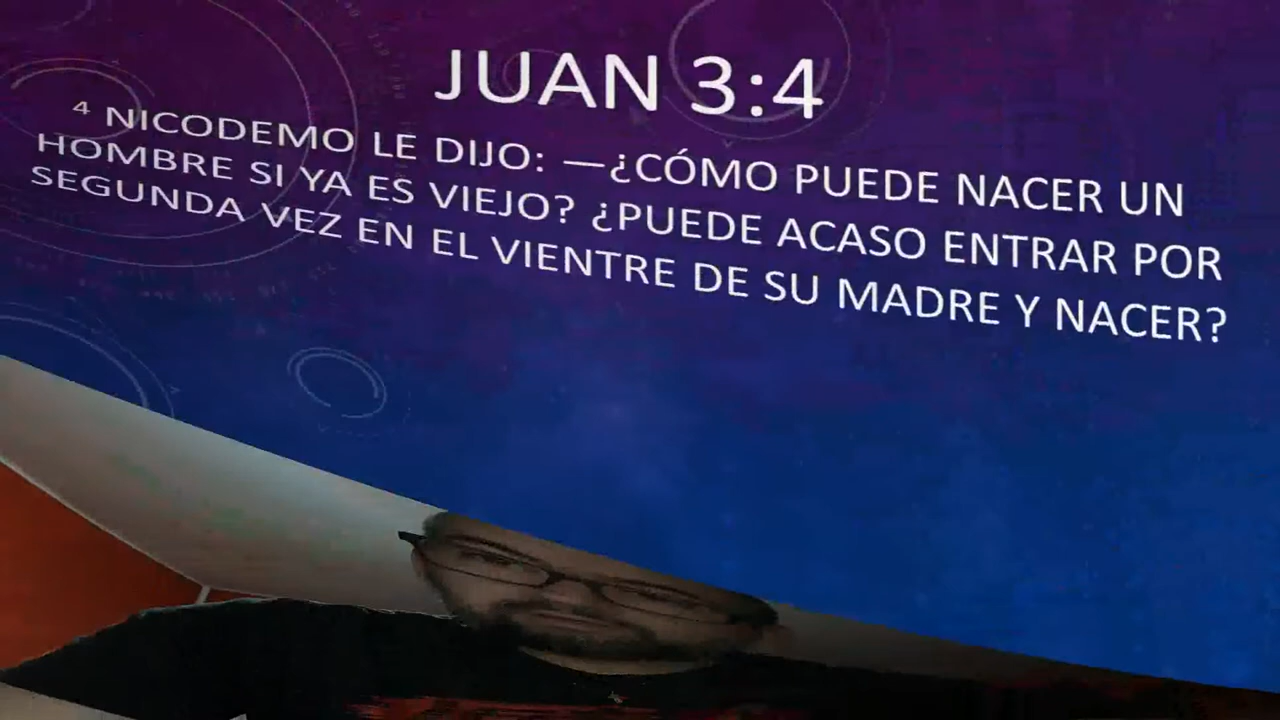 JUAN 3:4
4 NICODEMO LE DIJO: —¿CÓMO PUEDE NACER UN
HOMBRE SI YA ES VIEJO? ¿PUEDE ACASO ENTRAR POR
SEGUNDA VEZ EN EL VIENTRE DE SU MADRE Y NACER?